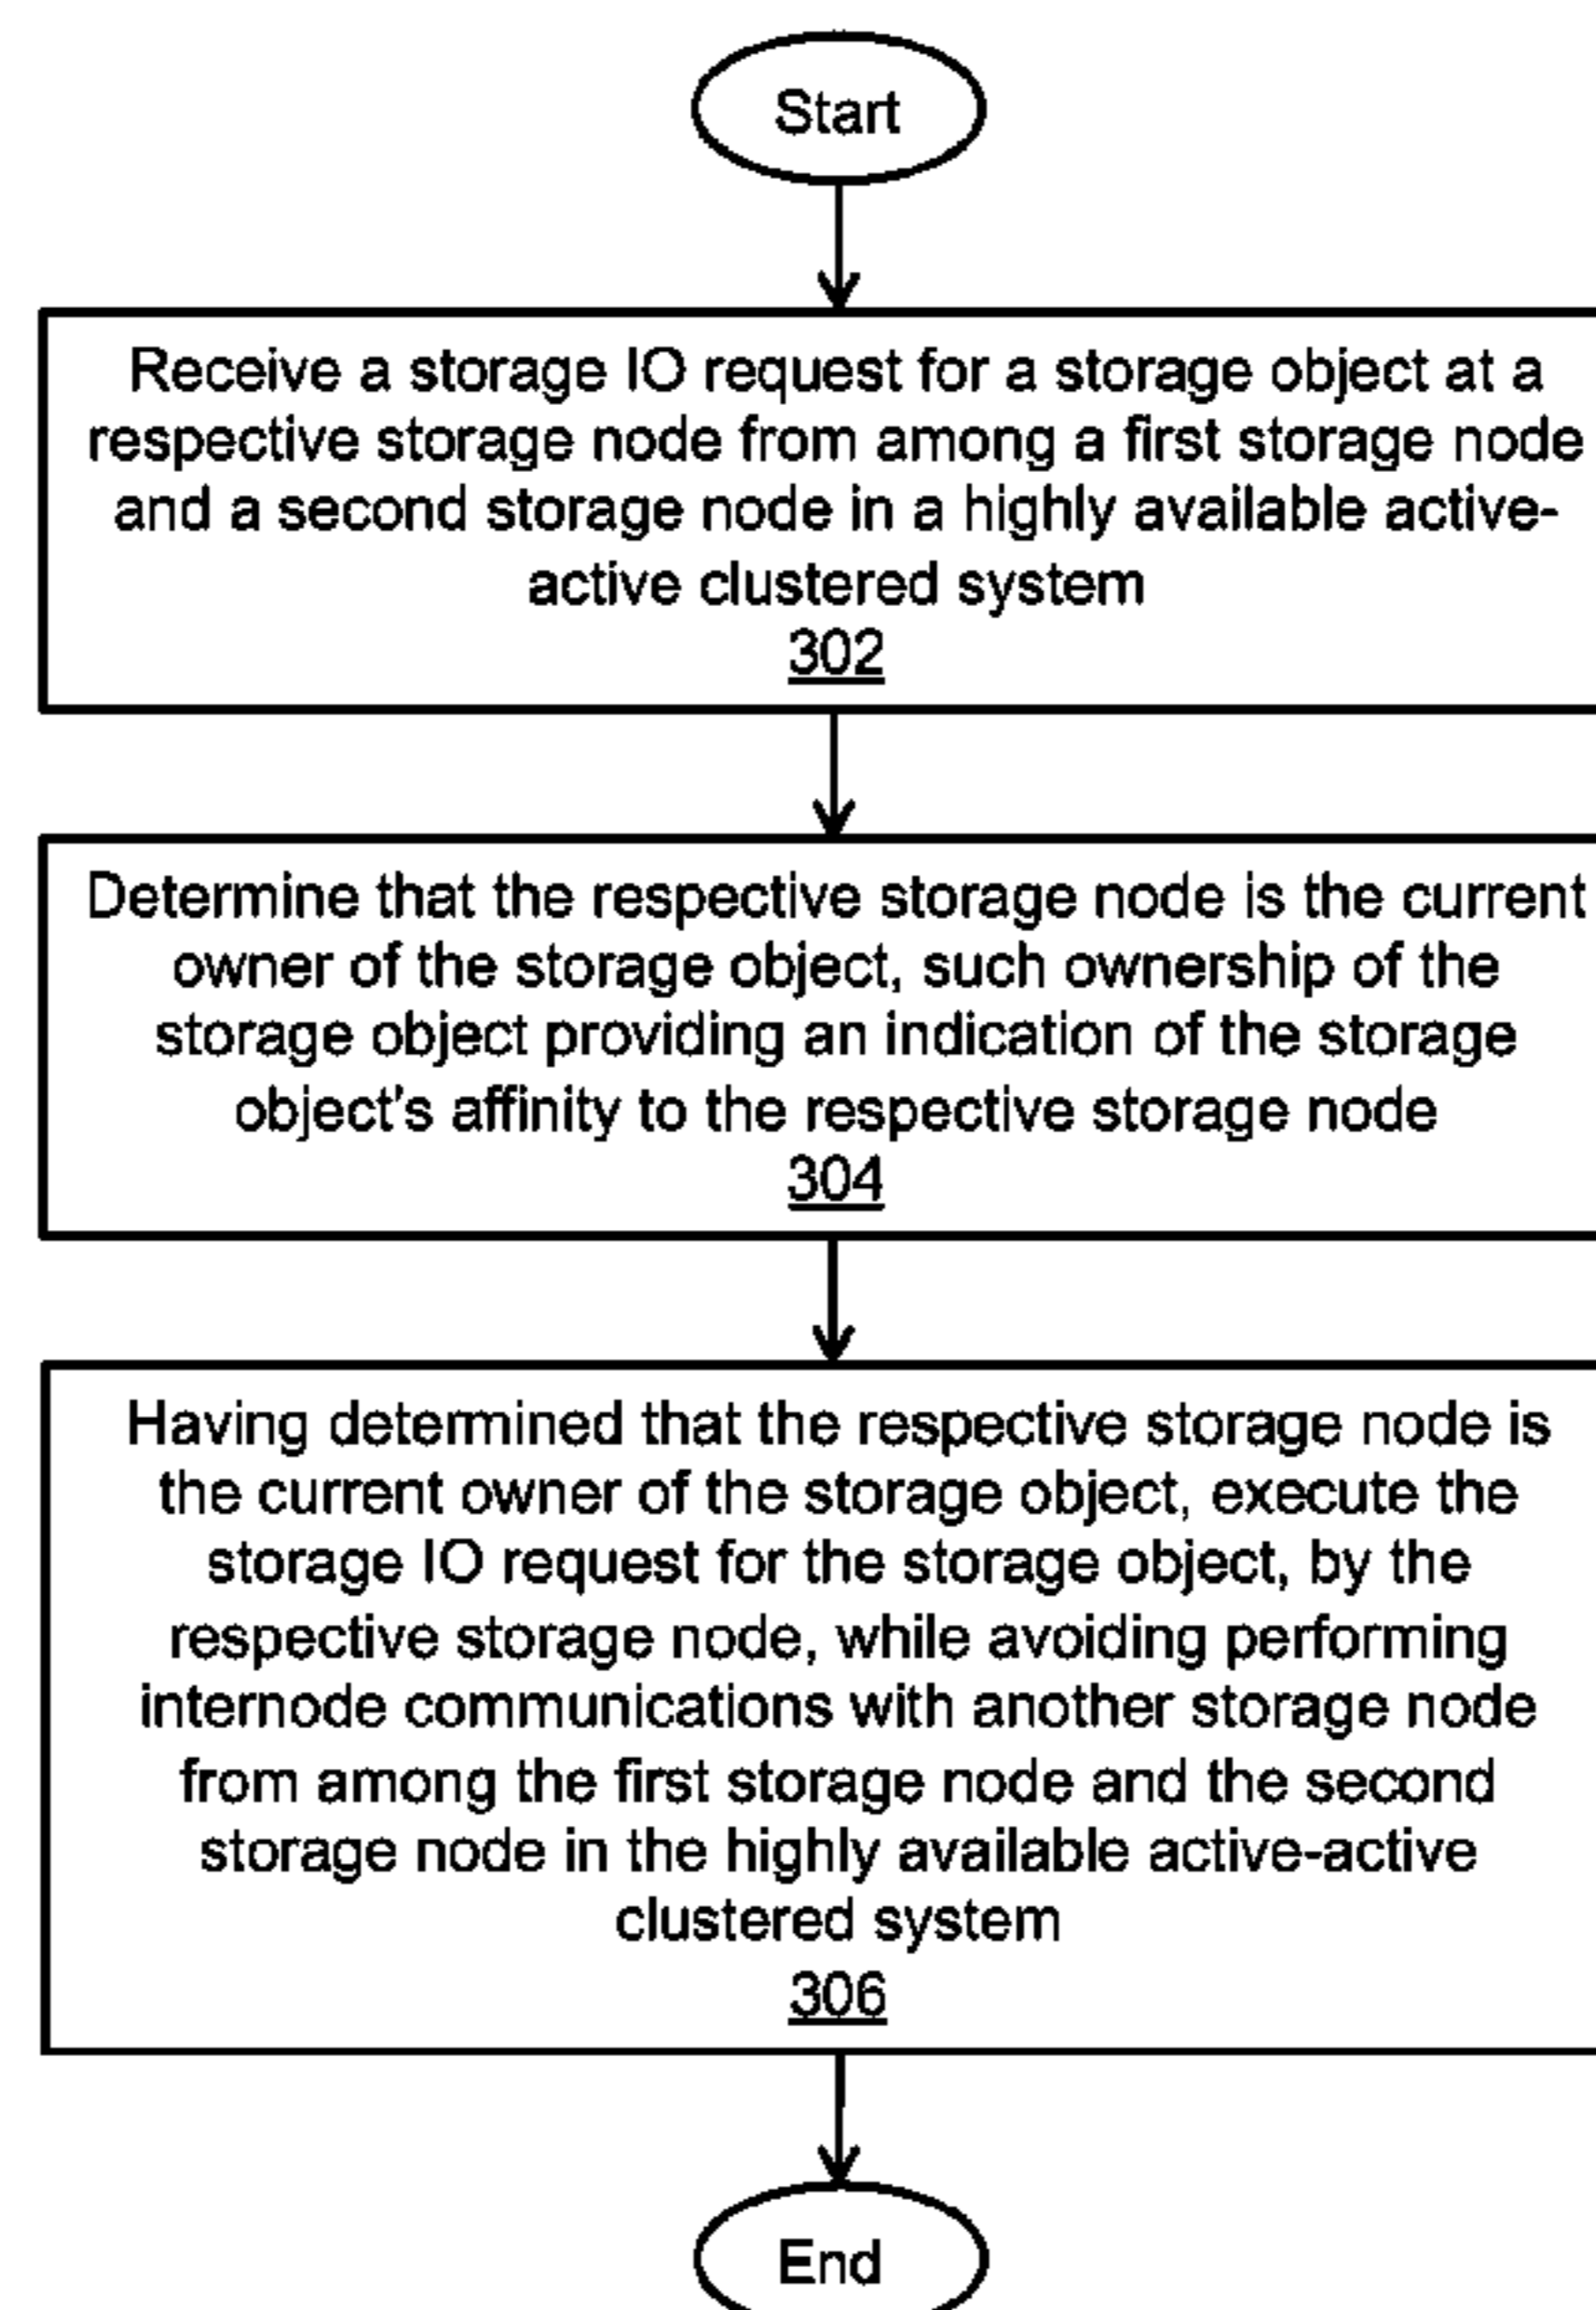 Start
Receive a storage IO request for a storage object at a
respective storage node from among a first storage node
and a second storage node in a highly available active-
active clustered system
302
Determine that the respective storage node is the current
owner of the storage object, such ownership of the
storage object providing an indication of the storage
object's affinity to the respective storage node
304
Having determined that the respective storage node is
the current owner of the storage object, execute the
storage IO request for the storage object, by the
respective storage node, while avoiding performing
internode communications with another storage node
from among the first storage node and the second
storage node in the highly available active-active
clustered system
306
End